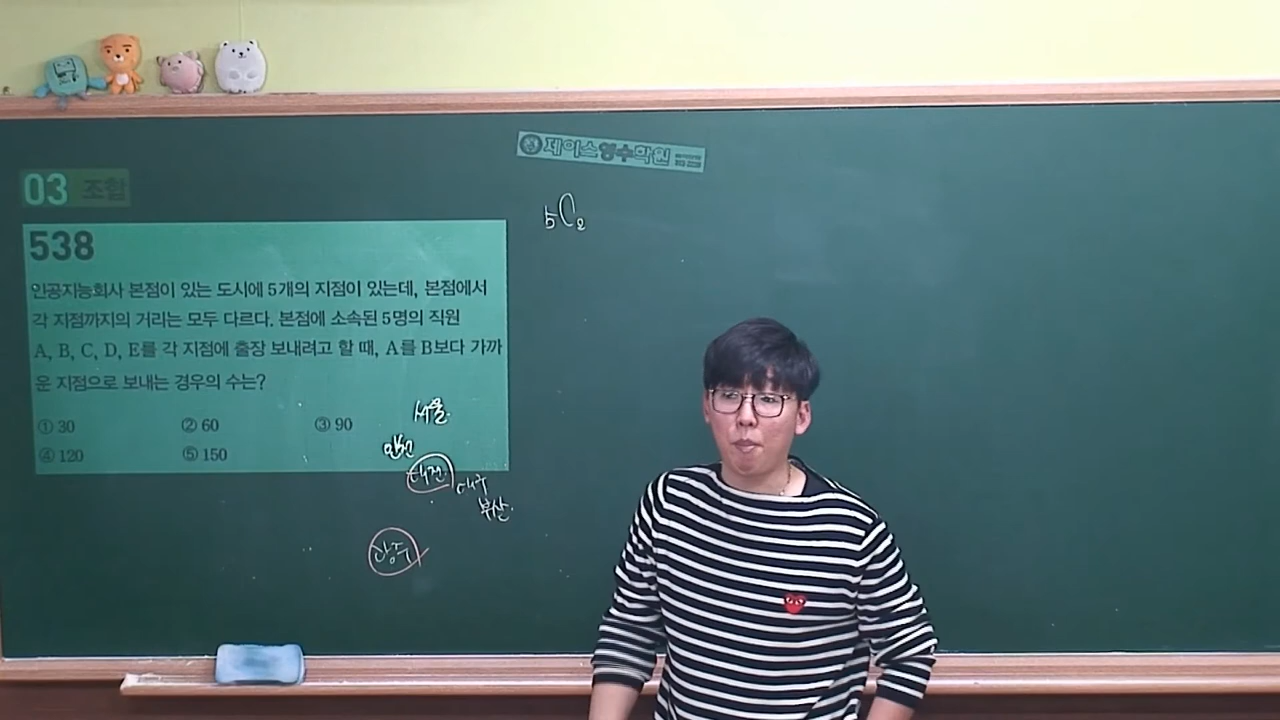 제이스영수학원
03 조합
538
인공지능회사 본점이 있는 도시에 5개의 지점이 있는데, 본점에서
각 지점까지의 거리는 모두 다르다. 본점에 소속된 5명의 직원
A, B, C, D, E를 각 지점에 출장 보내려고 할 때, A를 B보다 가까
운 지점으로 보내는 경우의 수는?
① 30 ② 60 ③ 90
④ 120 ⑤ 150
₅C₂
서울
인천
대전
대구
부산
광주